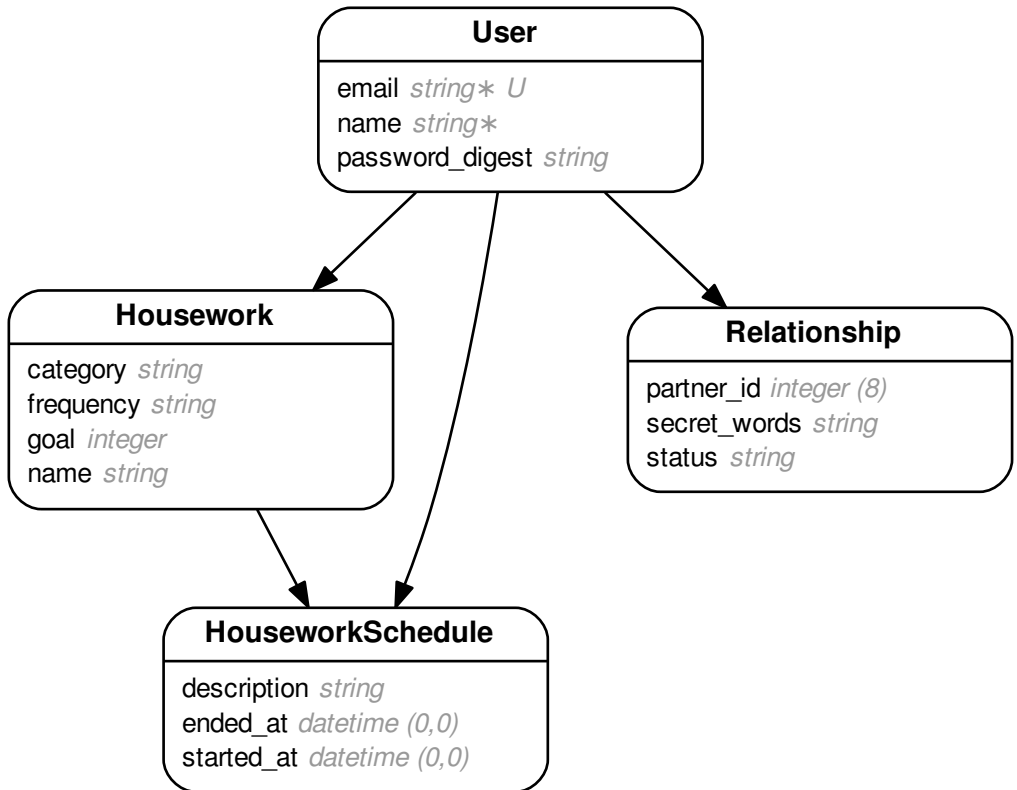 User
email string∗ U
name string∗
password_digest string
Housework
category string
frequency string
goal integer
name string
Relationship
partner_id integer (8)
secret_words string
status string
HouseworkSchedule
description string
ended_at datetime (0,0)
started_at datetime (0,0)